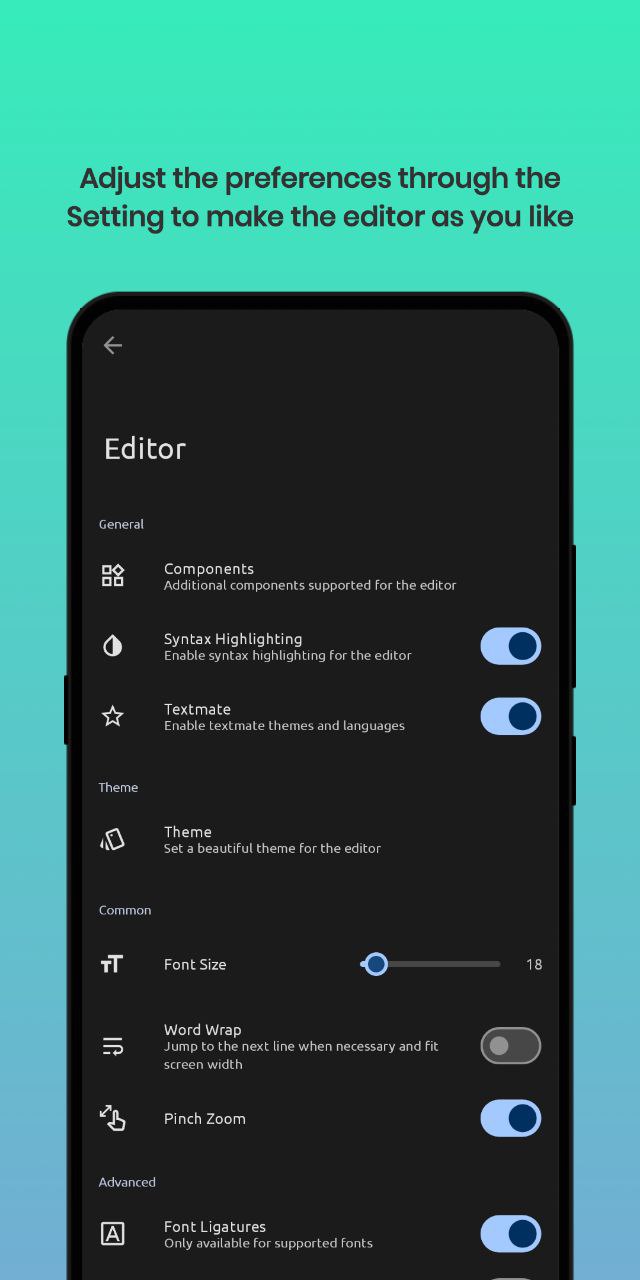 Adjust the preferences through the
Setting to make the editor as you like
Editor
General
Components
Additional components supported for the editor
Syntax Highlighting
Enable syntax highlighting for the editor
Textmate
Enable textmate themes and languages
Theme
Theme
Set a beautiful theme for the editor
Common
Font Size
18
Word Wrap
Jump to the next line when necessary and fit
screen width
Pinch Zoom
Advanced
Font Ligatures
Only available for supported fonts